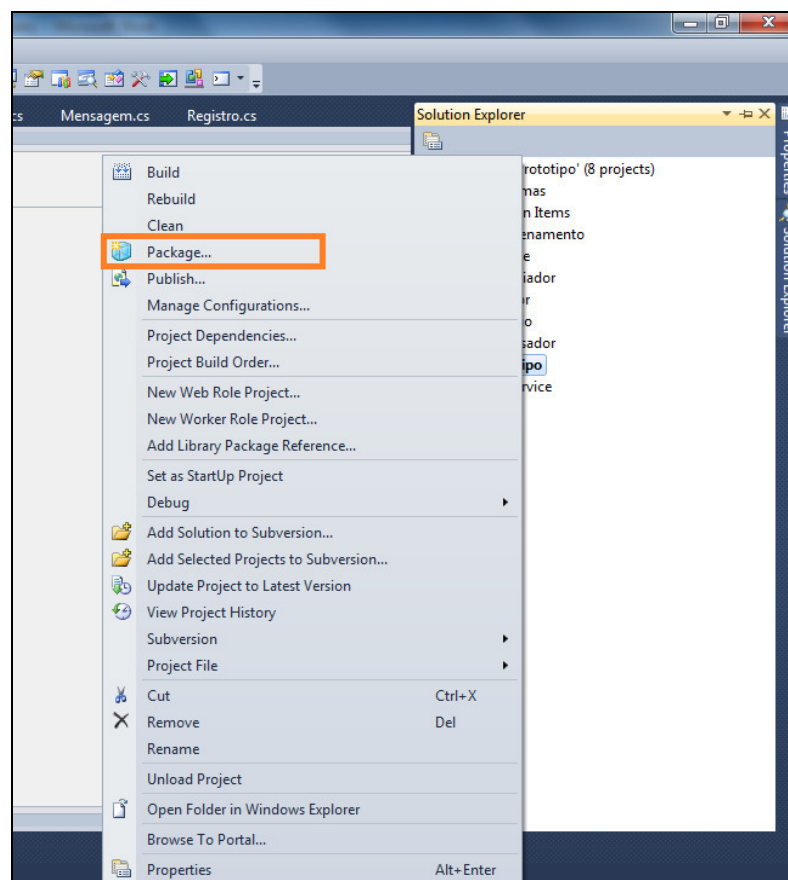 cs Mensagem.cs Registro.cs
Solution Explorer
Build
Rebuild
Clean
Package...
Publish...
Manage Configurations...
Project Dependencies...
Project Build Order...
New Web Role Project...
New Worker Role Project...
Add Library Package Reference...
Set as StartUp Project
Debug
Add Solution to Subversion...
Add Selected Projects to Subversion...
Update Project to Latest Version
View Project History
Subversion
Project File
Cut Ctrl+X
Remove Del
Rename
Unload Project
Open Folder in Windows Explorer
Browse To Portal...
Properties Alt+Enter
rototipo' (8 projects)
mas
n Items
enamento
e
iador
or
o
sador
ipo
rvice
Properties
Solution Explorer